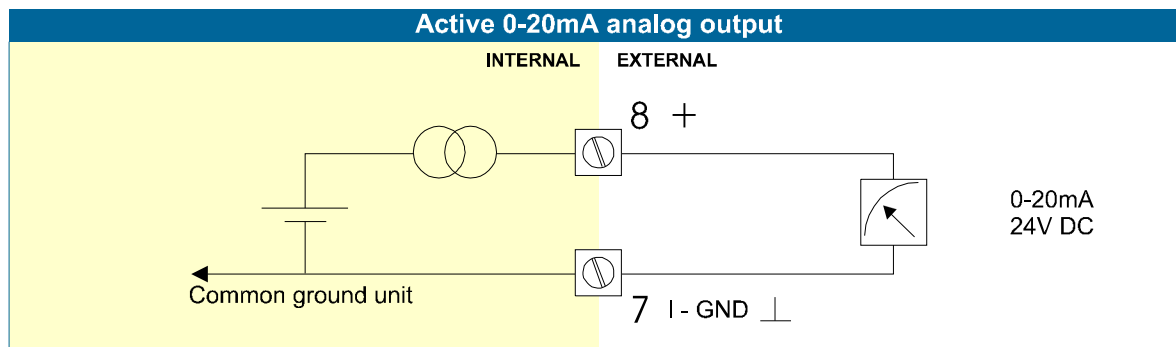 Active 0-20mA analog output
INTERNAL EXTERNAL
8 +
0-20mA
24V DC
Common ground unit
7 I - GND ⊥